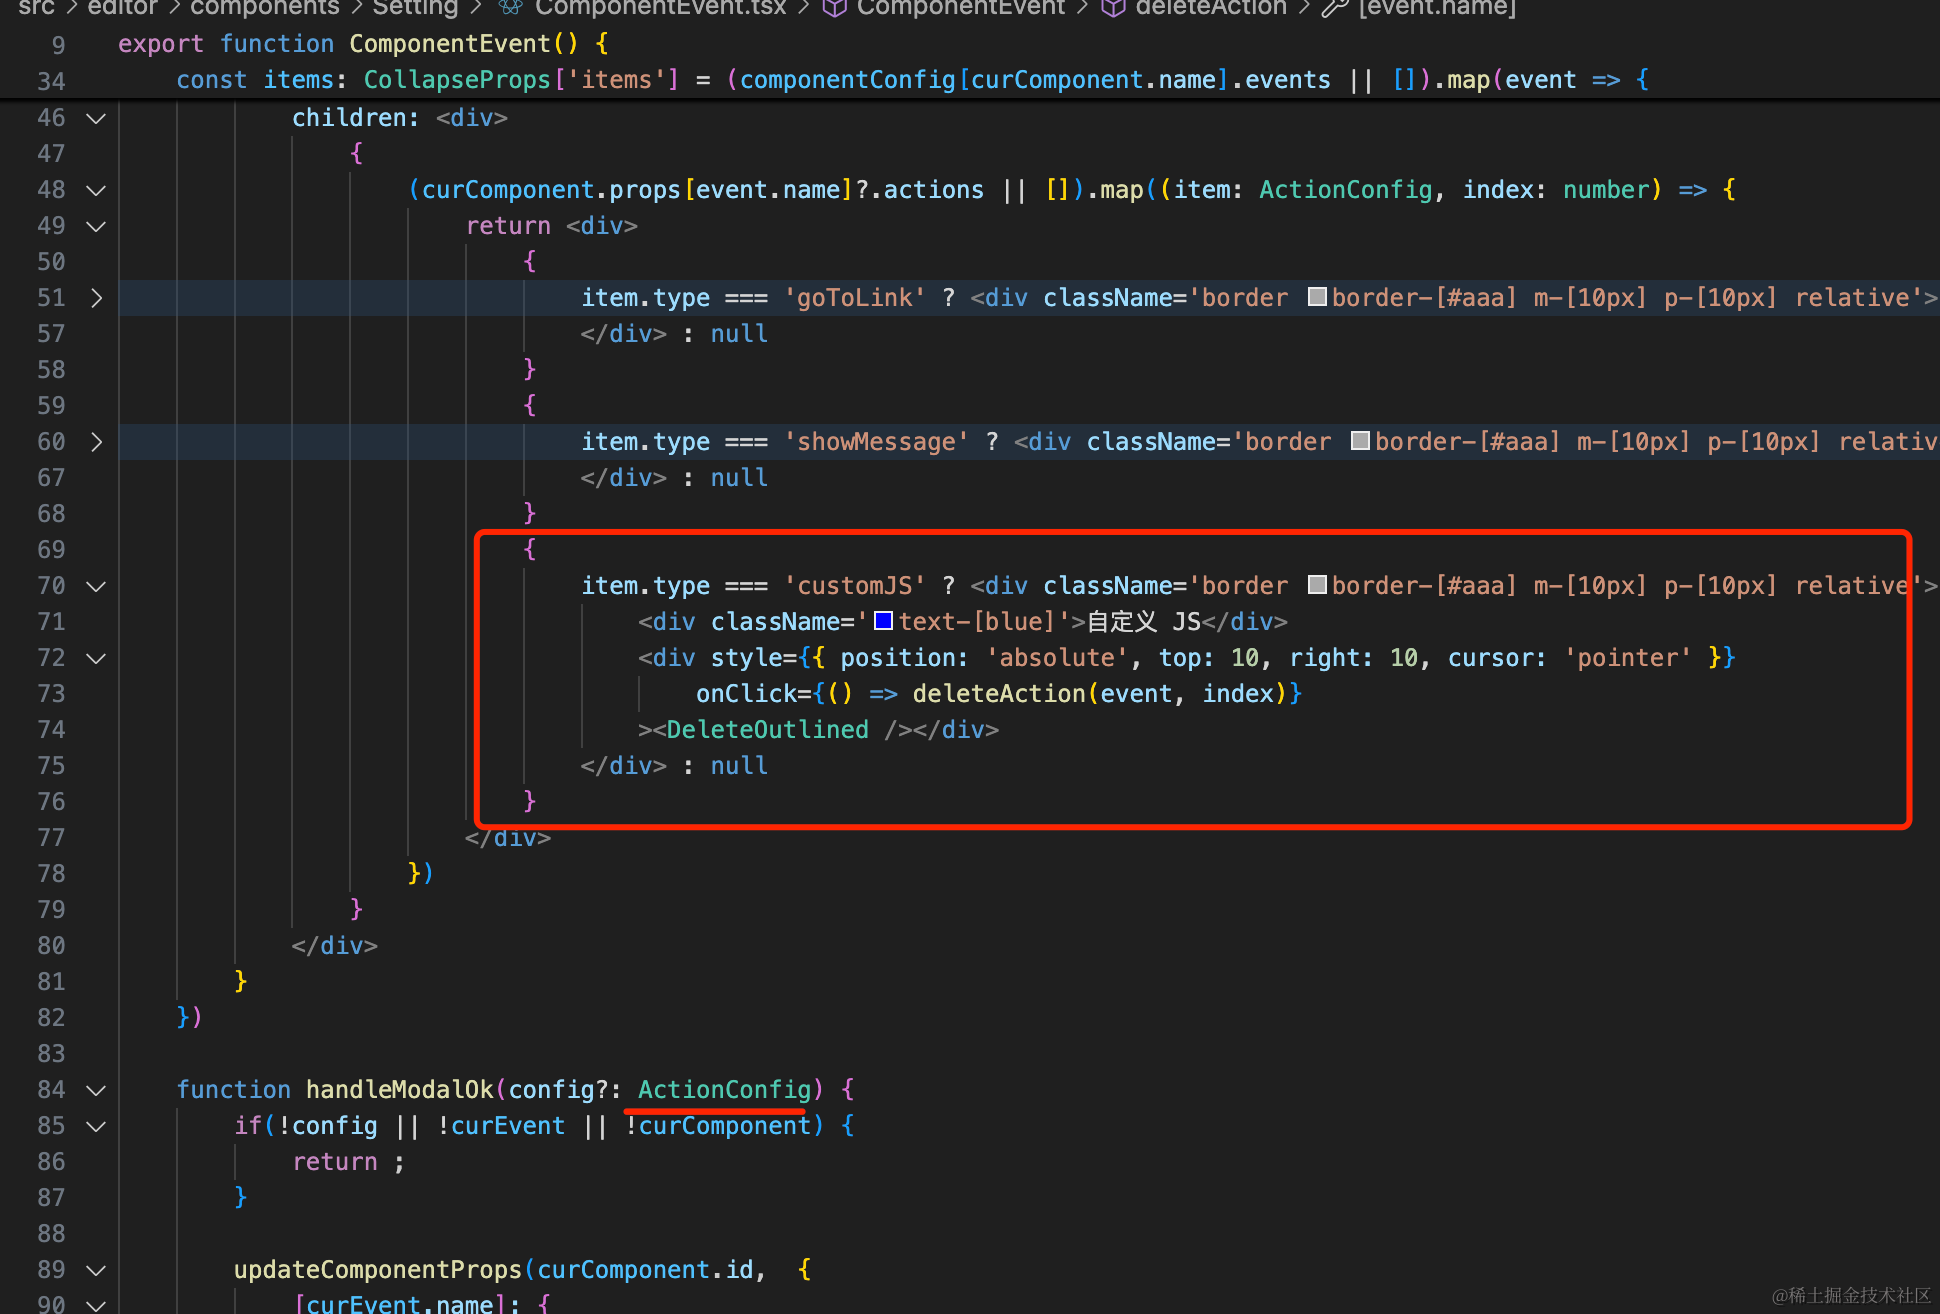 src > editor > components > Setting > ComponentEvent.tsx > ComponentEvent > deleteAction > [event.name]
9 export function ComponentEvent() {
34 const items: CollapseProps['items'] = (componentConfig[curComponent.name].events || []).map(event => {
46 children: <div>
47 {
48 (curComponent.props[event.name]?.actions || []).map((item: ActionConfig, index: number) => {
49 return <div>
50 {
51 item.type === 'goToLink' ? <div className='border border-[#aaa] m-[10px] p-[10px] relative'>
57 </div> : null
58 }
59 {
60 item.type === 'showMessage' ? <div className='border border-[#aaa] m-[10px] p-[10px] relativ
67 </div> : null
68 }
69 {
70 item.type === 'customJS' ? <div className='border border-[#aaa] m-[10px] p-[10px] relative'>
71 <div className='text-[blue]'>自定义 JS</div>
72 <div style={{ position: 'absolute', top: 10, right: 10, cursor: 'pointer' }}
73 onClick={() => deleteAction(event, index)}
74 ><DeleteOutlined /></div>
75 </div> : null
76 }
77 </div>
78 })
79 }
80 </div>
81 }
82 })
83
84 function handleModalOk(config?: ActionConfig) {
85 if(!config || !curEvent || !curComponent) {
86 return ;
87 }
88
89 updateComponentProps(curComponent.id, {
90 [curEvent.name]: {
@稀土掘金技术社区